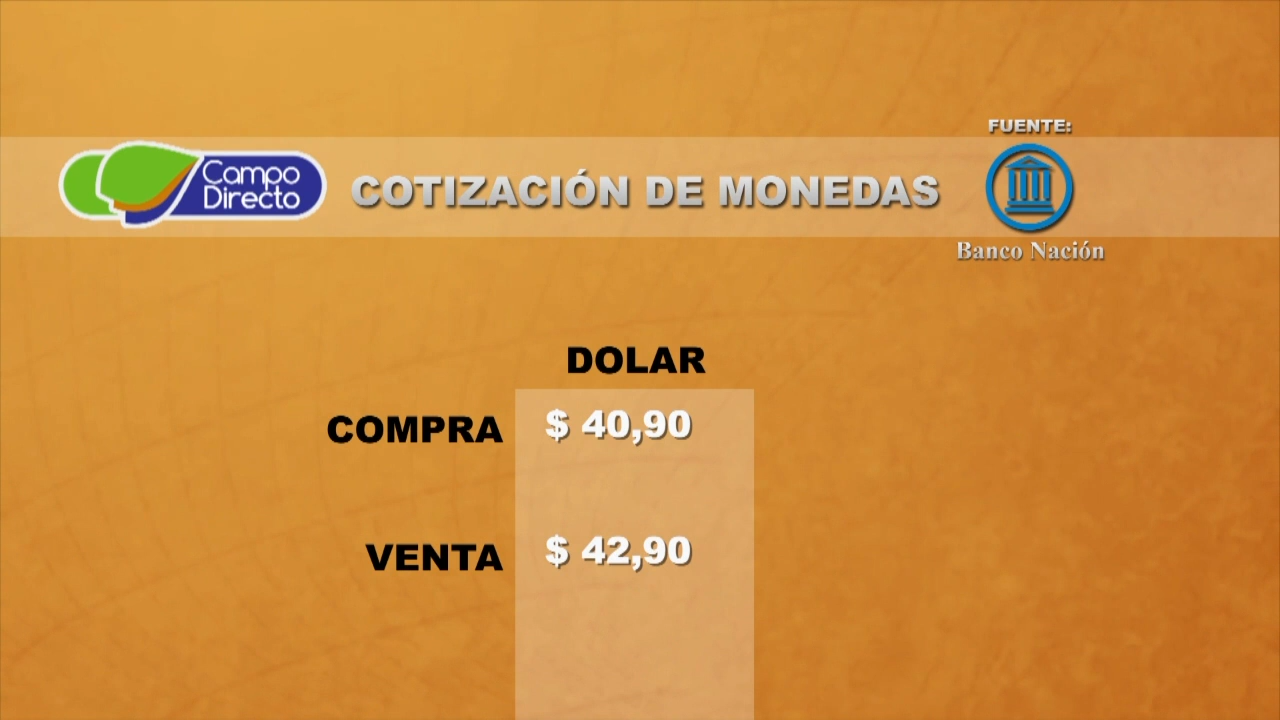 FUENTE:
Campo
Directo
COTIZACIÓN DE MONEDAS
Banco Nación
DOLAR
COMPRA $ 40,90
VENTA $ 42,90